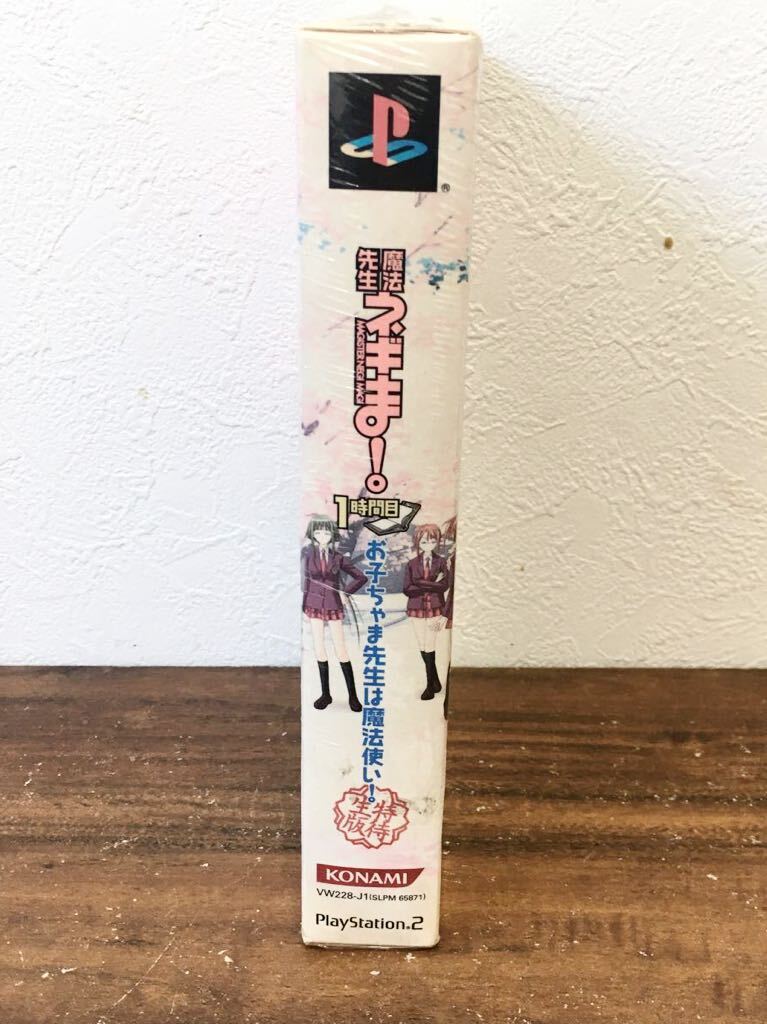 ®
魔法
先生
ネギま!
MAGISTER NEGI MAGI
1時間目
お子ちゃま先生は魔法使い!
特待
生版
KONAMI
VW228-J1(SLPM 65871)
PlayStation.2